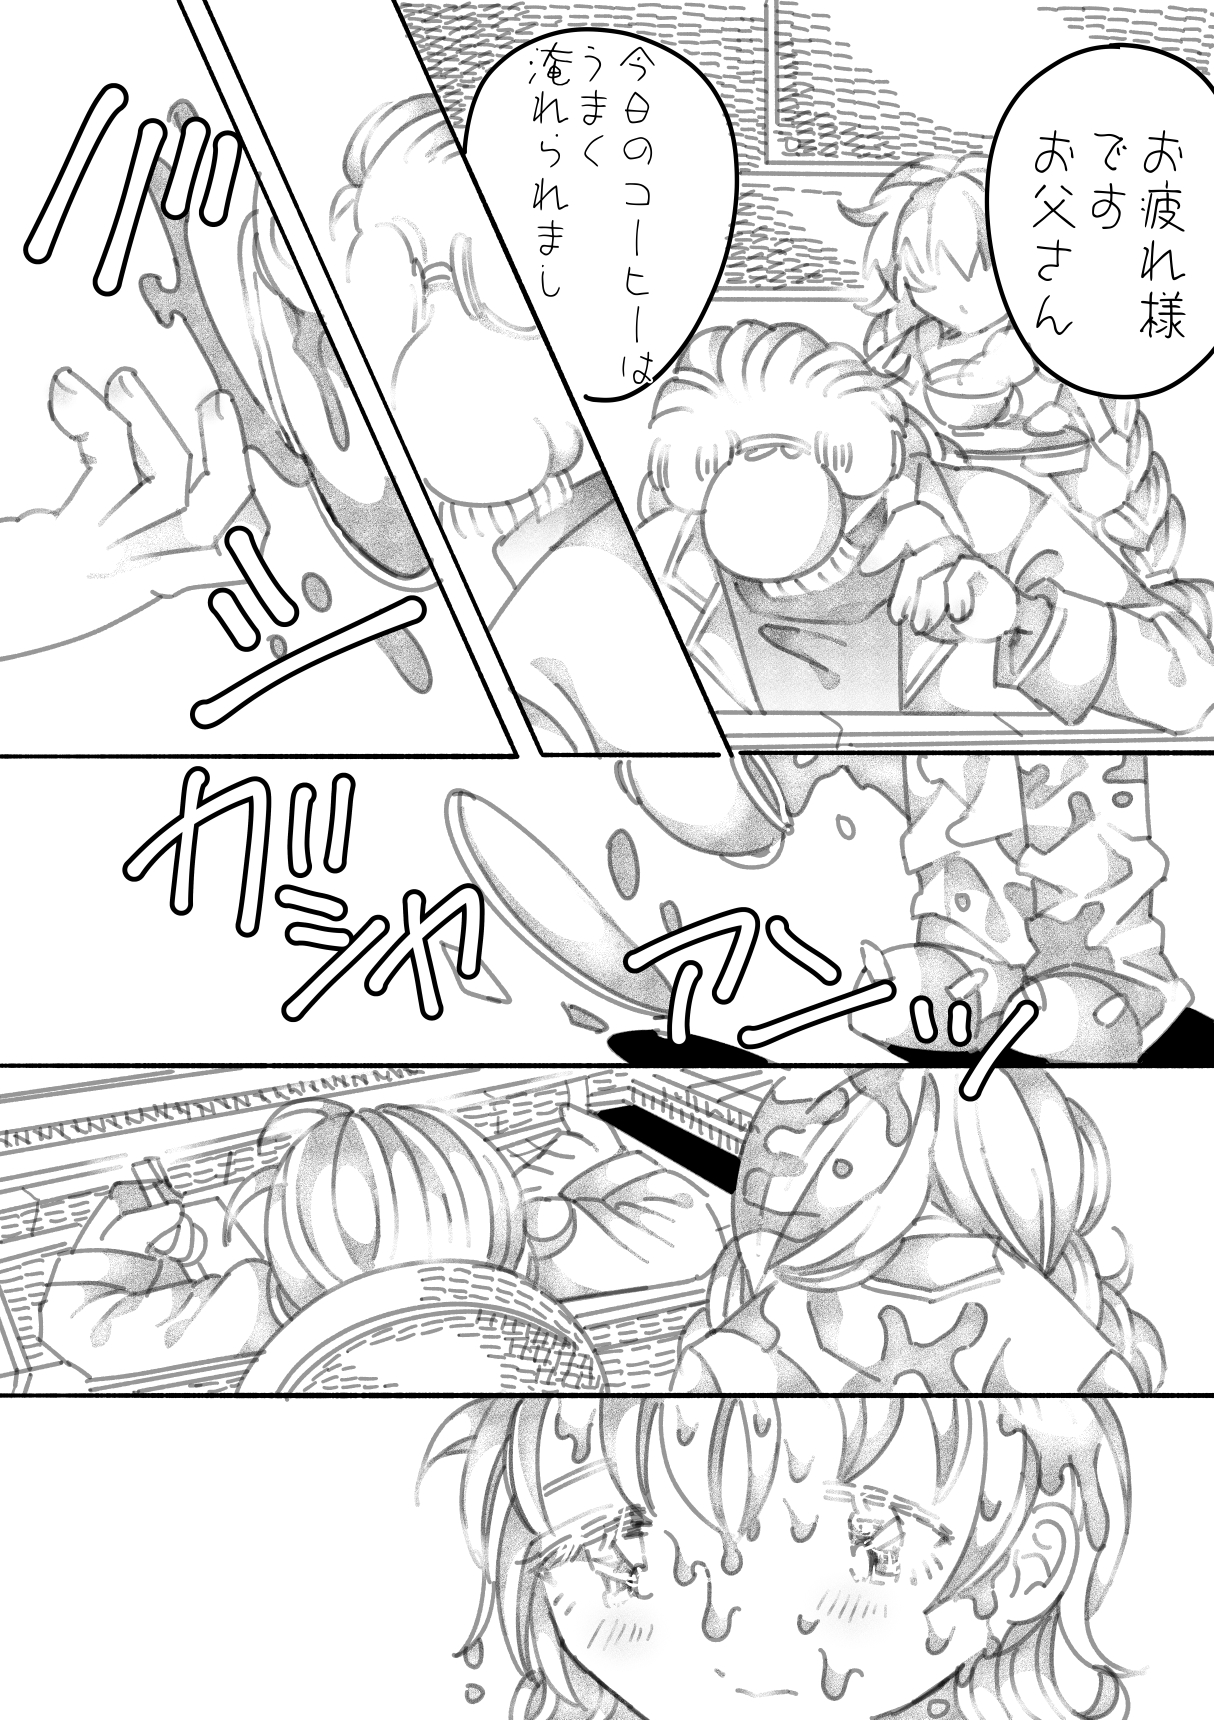 お疲れ様
です
お父さん
今日のコーヒーは
うまく
淹れられまし
バシッ
ガシャアンッ